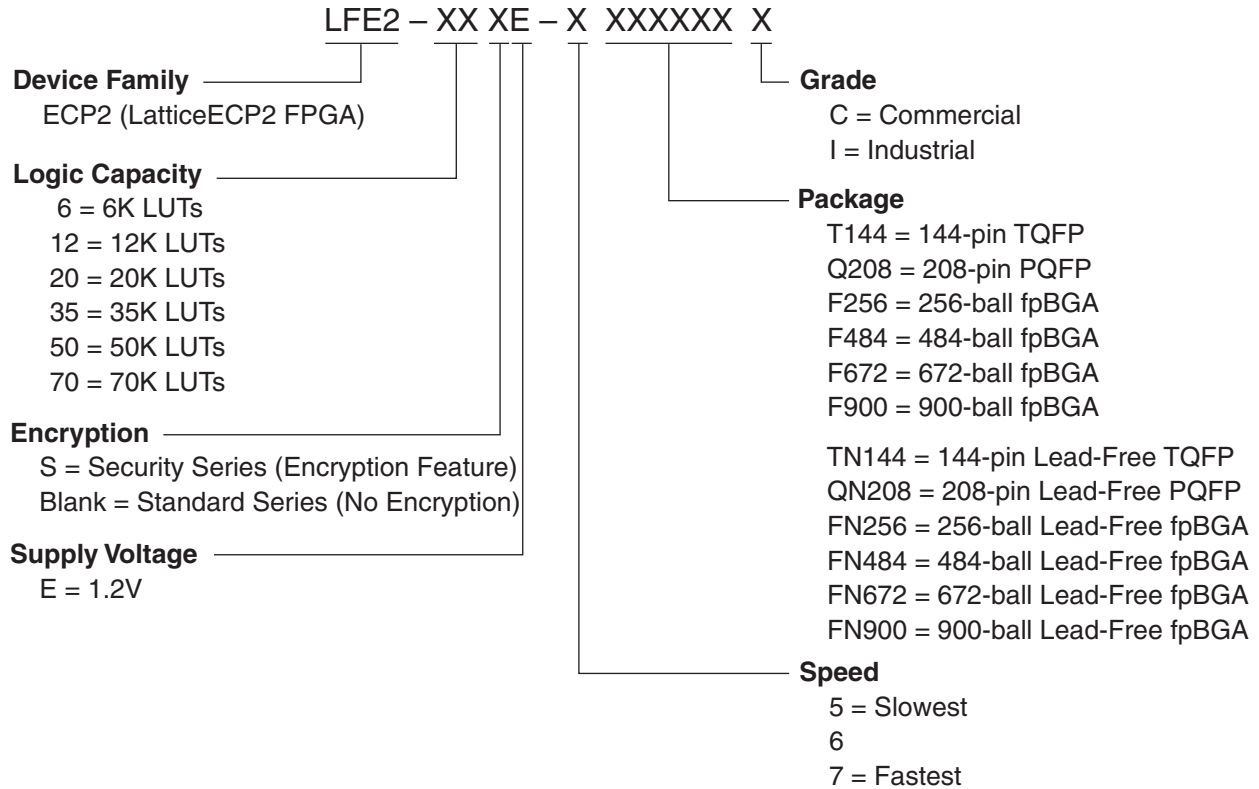 LFE2 – XX XE – X XXXXXX X
Device Family
ECP2 (LatticeECP2 FPGA)
Logic Capacity
6 = 6K LUTs
12 = 12K LUTs
20 = 20K LUTs
35 = 35K LUTs
50 = 50K LUTs
70 = 70K LUTs
Encryption
S = Security Series (Encryption Feature)
Blank = Standard Series (No Encryption)
Supply Voltage
E = 1.2V
Grade
C = Commercial
I = Industrial
Package
T144 = 144-pin TQFP
Q208 = 208-pin PQFP
F256 = 256-ball fpBGA
F484 = 484-ball fpBGA
F672 = 672-ball fpBGA
F900 = 900-ball fpBGA
TN144 = 144-pin Lead-Free TQFP
QN208 = 208-pin Lead-Free PQFP
FN256 = 256-ball Lead-Free fpBGA
FN484 = 484-ball Lead-Free fpBGA
FN672 = 672-ball Lead-Free fpBGA
FN900 = 900-ball Lead-Free fpBGA
Speed
5 = Slowest
6
7 = Fastest